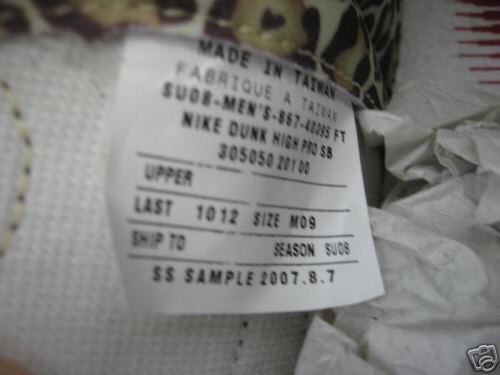 MADE IN TAIWAN
FABRIQUE A TAIWAN
SU08-MEN'S-867-40285 FT
NIKE DUNK HIGH PRO SB
305050 201 00
UPPER
LAST 1012 SIZE M09
SHIP TO SEASON SU08
SS SAMPLE 2007.8.7